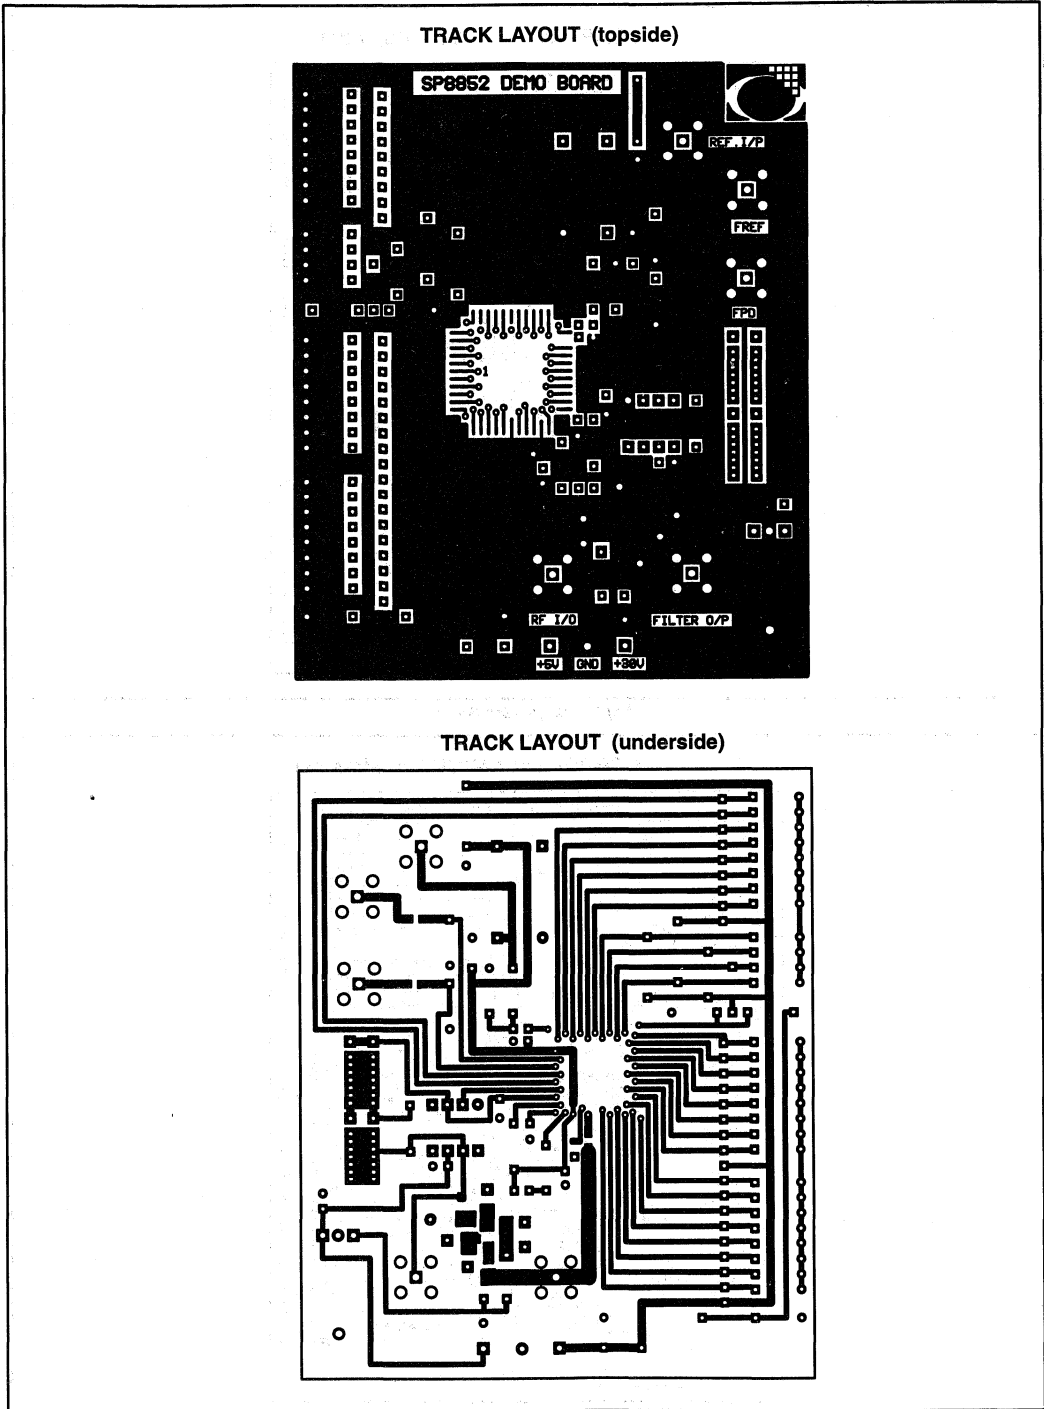 TRACK LAYOUT (topside)
SP8852 DEMO BOARD
REF.I/P
FREF
FPD
1
RF I/O
FILTER O/P
+5V
GND
+30V
TRACK LAYOUT (underside)